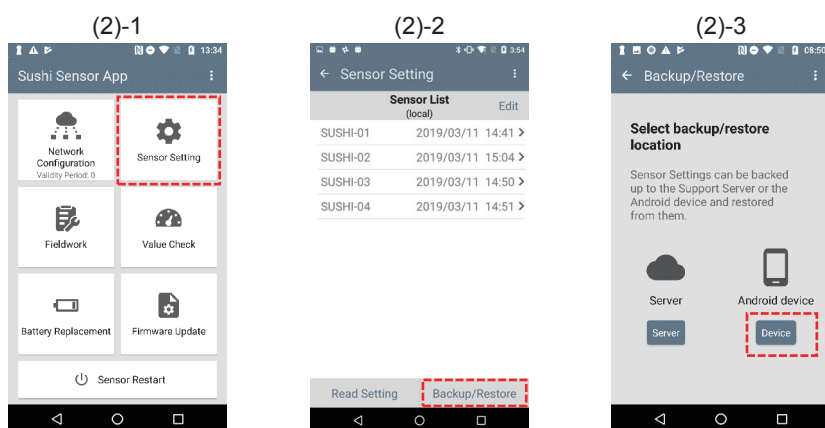 (2)-1
13:34
Sushi Sensor App
Network
Configuration
Validity Period: 0
Sensor Setting
Fieldwork
Value Check
Battery Replacement
Firmware Update
Sensor Restart
(2)-2
3:54
Sensor Setting
Sensor List
(local)
Edit
SUSHI-01 2019/03/11 14:41
SUSHI-02 2019/03/11 15:04
SUSHI-03 2019/03/11 14:50
SUSHI-04 2019/03/11 14:51
Read Setting
Backup/Restore
(2)-3
08:50
Backup/Restore
Select backup/restore
location
Sensor Settings can be backed
up to the Support Server or the
Android device and restored
from them.
Server
Android device
Server
Device